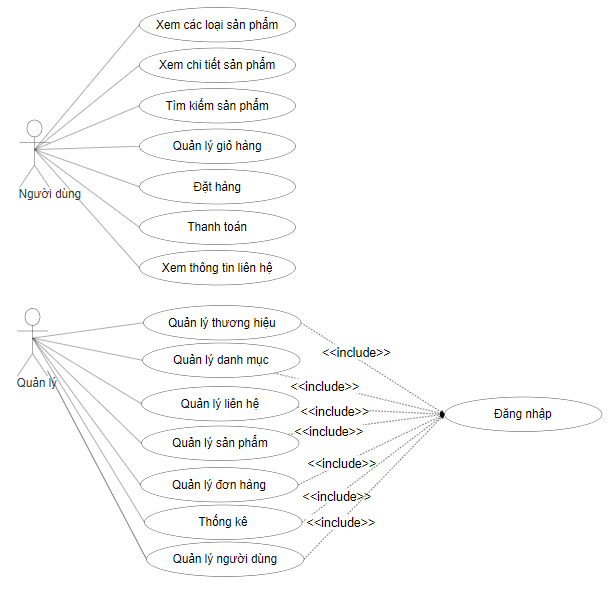 Xem các loại sản phẩm
Xem chi tiết sản phẩm
Tìm kiếm sản phẩm
Quản lý giỏ hàng
Đặt hàng
Người dùng
Thanh toán
Xem thông tin liên hệ
Quản lý thương hiệu
<<include>>
Quản lý danh mục
Quản lý
<<include>>
Quản lý liên hệ
<<include>>
Đăng nhập
<<include>>
Quản lý sản phẩm
<<include>>
Quản lý đơn hàng
<<include>>
Thống kê
<<include>>
Quản lý người dùng